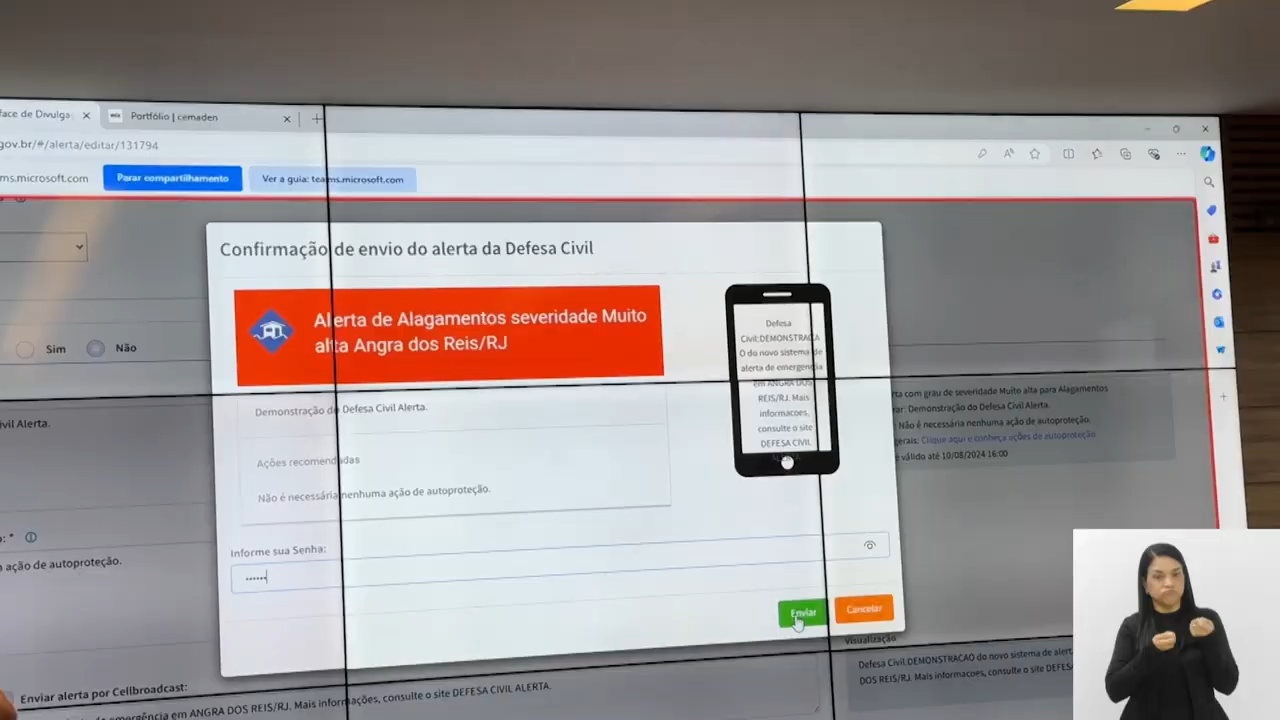 face de Divulga
Portfólio | cemaden
gov.br/#/alerta/editar/131794
ms.microsoft.com
Parar compartilhamento
Ver a guia: teams.microsoft.com
Confirmação de envio do alerta da Defesa Civil
Alerta de Alagamentos severidade Muito
alta Angra dos Reis/RJ
Sim
Não
Demonstração do Defesa Civil Alerta.
Ações recomendadas
Não é necessária nenhuma ação de autoproteção.
Informe sua Senha:
Enviar
Cancelar
Defesa
Civil:DEMONSTRACA
O do novo sistema de
alerta de emergencia
em ANGRA DOS
REIS/RJ. Mais
informacoes,
consulte o site
DEFESA CIVIL
rta com grau de severidade Muito alta para Alagamentos
rar: Demonstração do Defesa Civil Alerta.
Não é necessária nenhuma ação de autoproteção.
gerais: Clique aqui e conheça ações de autoproteção
é válido até 10/08/2024 16:00
ivil Alerta.
o: *
a ação de autoproteção.
Enviar alerta por Cellbroadcast:
emergência em ANGRA DOS REIS/RJ. Mais informações, consulte o site DEFESA CIVIL ALERTA.
Visualização
Defesa Civil:DEMONSTRACAO do novo sistema de alert
DOS REIS/RJ. Mais informacoes, consulte o site DEFES